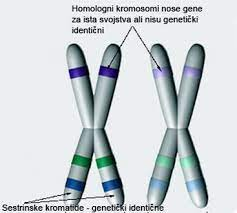 Homologni kromosomi nose gene
za ista svojstva ali nisu genetički
identični
Sestrinske kromatide - genetički identične